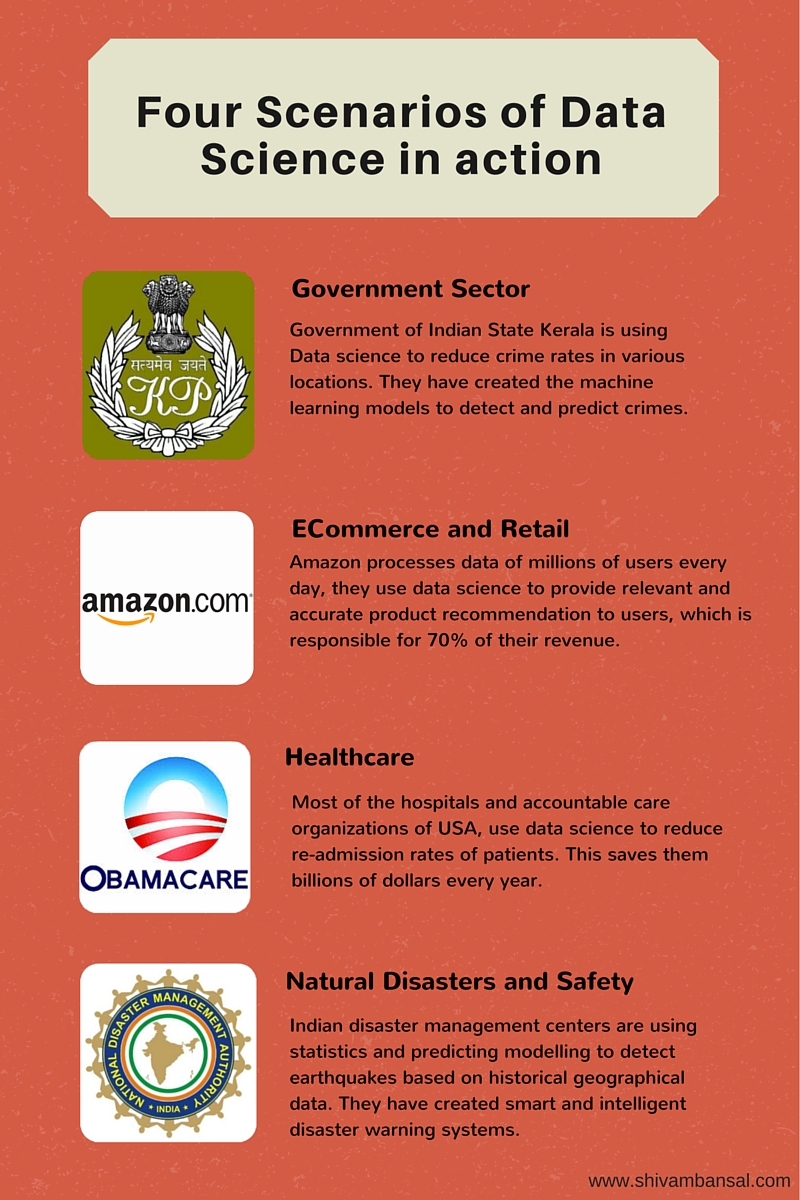 Four Scenarios of Data
Science in action
सत्यमेव जयते
KP
Government Sector
Government of Indian State Kerala is using
Data science to reduce crime rates in various
locations. They have created the machine
learning models to detect and predict crimes.
amazon.com
ECommerce and Retail
Amazon processes data of millions of users every
day, they use data science to provide relevant and
accurate product recommendation to users, which is
responsible for 70% of their revenue.
OBAMACARE
Healthcare
Most of the hospitals and accountable care
organizations of USA, use data science to reduce
re-admission rates of patients. This saves them
billions of dollars every year.
NATIONAL DISASTER MANAGEMENT AUTHORITY
* INDIA *
Natural Disasters and Safety
Indian disaster management centers are using
statistics and predicting modelling to detect
earthquakes based on historical geographical
data. They have created smart and intelligent
disaster warning systems.
www.shivambansal.com